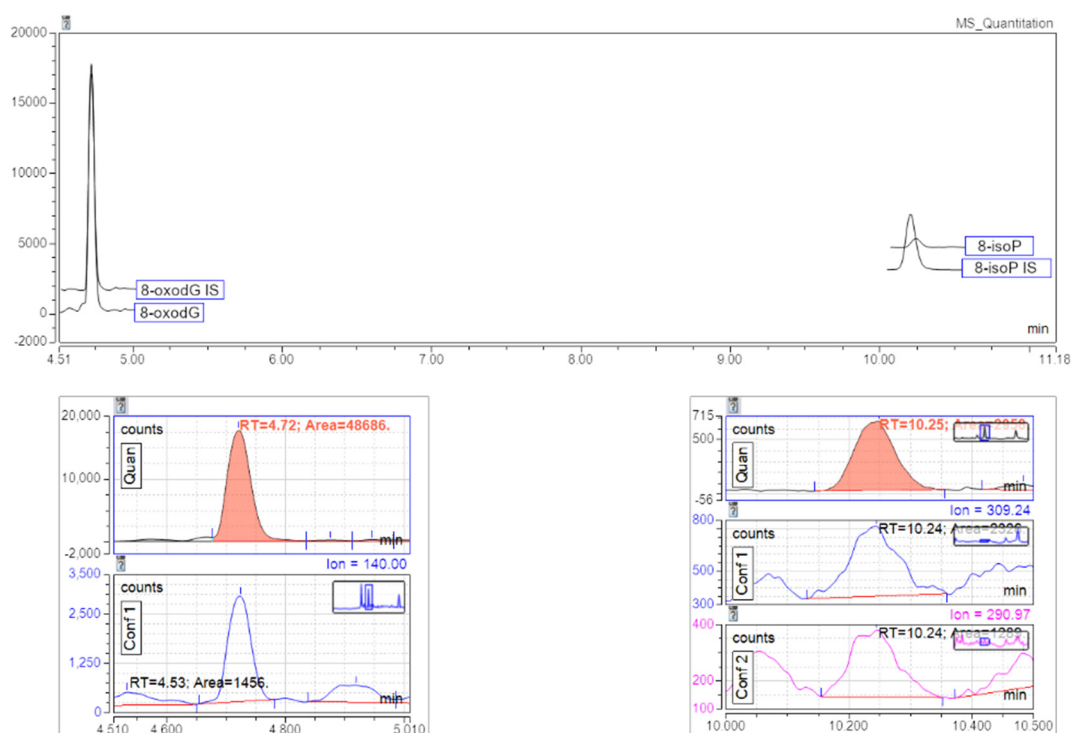 MS_Quantitation
20000
15000
10000
5000
0
-2000
8-oxodG IS
8-oxodG
8-isoP
8-isoP IS
min
4.51 5.00 6.00 7.00 8.00 9.00 10.00 11.18
20,000
10,000
-2,000
counts
Quan
RT=4.72; Area=48686.
min
Ion = 140.00
3,500
2,500
1,250
0
counts
Conf 1
RT=4.53; Area=1456.
min
4.510 4.600 4.800 5.010
715
500
-56
counts
Quan
RT=10.25;
min
Ion = 309.24
800
500
300
counts
Conf 1
RT=10.24;
min
Ion = 290.97
400
200
100
counts
Conf 2
RT=10.24;
min
10.000 10.200 10.400 10.500